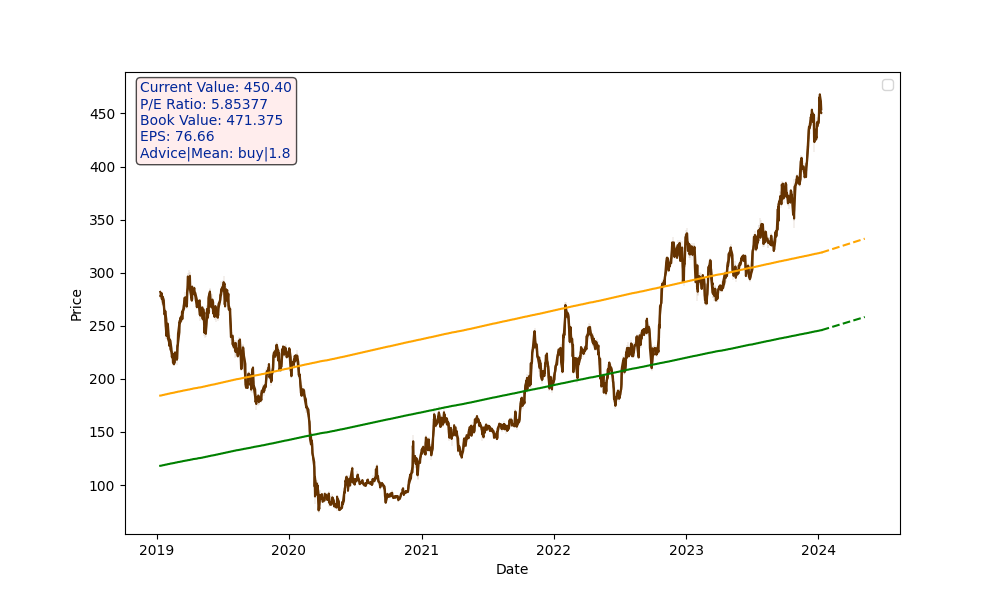 Current Value: 450.40
P/E Ratio: 5.85377
Book Value: 471.375
EPS: 76.66
Advice|Mean: buy|1.8
450
400
350
300
250
200
150
100
Price
2019 2020 2021 2022 2023 2024
Date